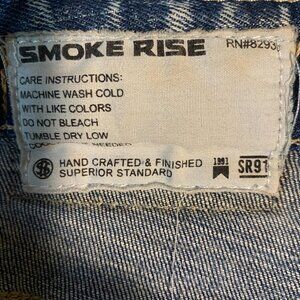 SMOKE RISE
RN#8293
CARE INSTRUCTIONS:
MACHINE WASH COLD
WITH LIKE COLORS
DO NOT BLEACH
TUMBLE DRY LOW
HAND CRAFTED & FINISHED
SUPERIOR STANDARD
1991
SR91